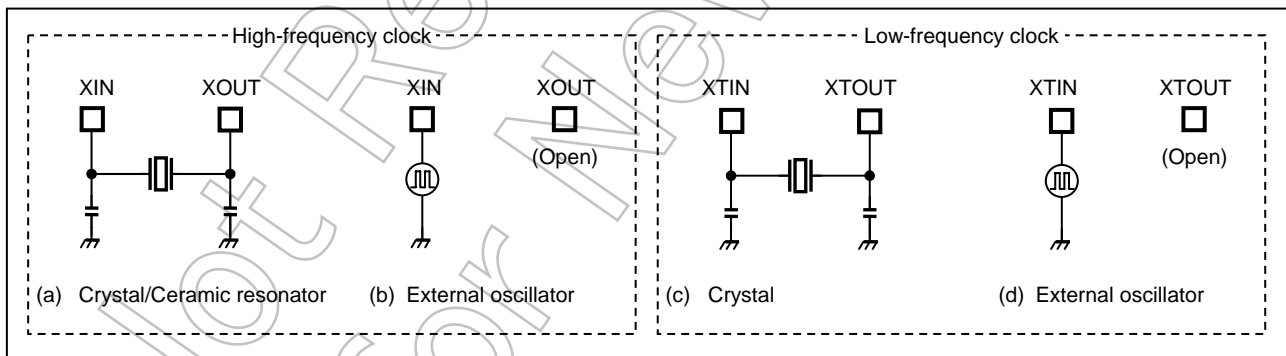 High-frequency clock
XIN XOUT XIN XOUT
(Open)
(a) Crystal/Ceramic resonator (b) External oscillator
Low-frequency clock
XTIN XTOUT XTIN XTOUT
(Open)
(c) Crystal (d) External oscillator